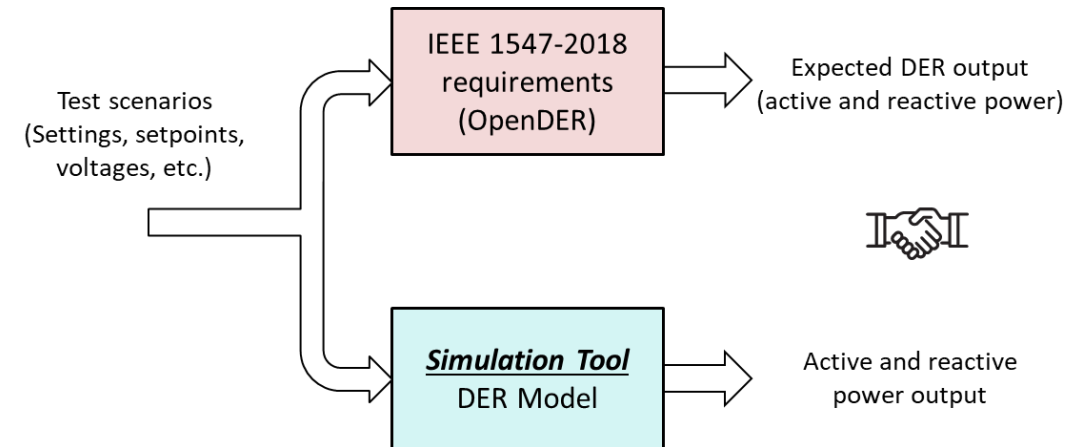 Test scenarios
(Settings, setpoints,
voltages, etc.)
IEEE 1547-2018
requirements
(OpenDER)
Expected DER output
(active and reactive power)
Simulation Tool
DER Model
Active and reactive
power output